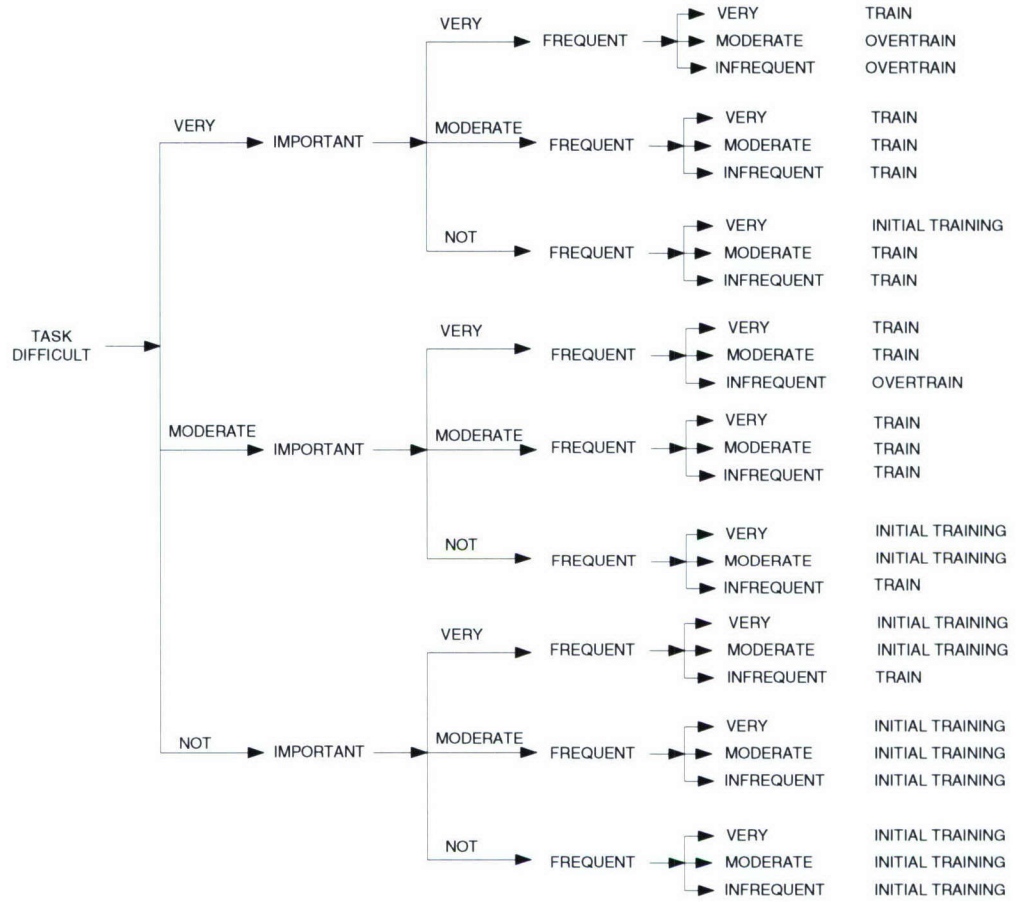 VERY
VERY TRAIN
FREQUENT MODERATE OVERTRAIN
INFREQUENT OVERTRAIN
VERY
IMPORTANT
MODERATE
VERY TRAIN
FREQUENT MODERATE TRAIN
INFREQUENT TRAIN
NOT
VERY INITIAL TRAINING
FREQUENT MODERATE TRAIN
INFREQUENT TRAIN
TASK
DIFFICULT
VERY
VERY TRAIN
FREQUENT MODERATE TRAIN
INFREQUENT OVERTRAIN
MODERATE
IMPORTANT
MODERATE
VERY TRAIN
FREQUENT MODERATE TRAIN
INFREQUENT TRAIN
NOT
VERY INITIAL TRAINING
FREQUENT MODERATE INITIAL TRAINING
INFREQUENT TRAIN
VERY
VERY INITIAL TRAINING
FREQUENT MODERATE INITIAL TRAINING
INFREQUENT TRAIN
NOT
IMPORTANT
MODERATE
VERY INITIAL TRAINING
FREQUENT MODERATE INITIAL TRAINING
INFREQUENT INITIAL TRAINING
NOT
VERY INITIAL TRAINING
FREQUENT MODERATE INITIAL TRAINING
INFREQUENT INITIAL TRAINING